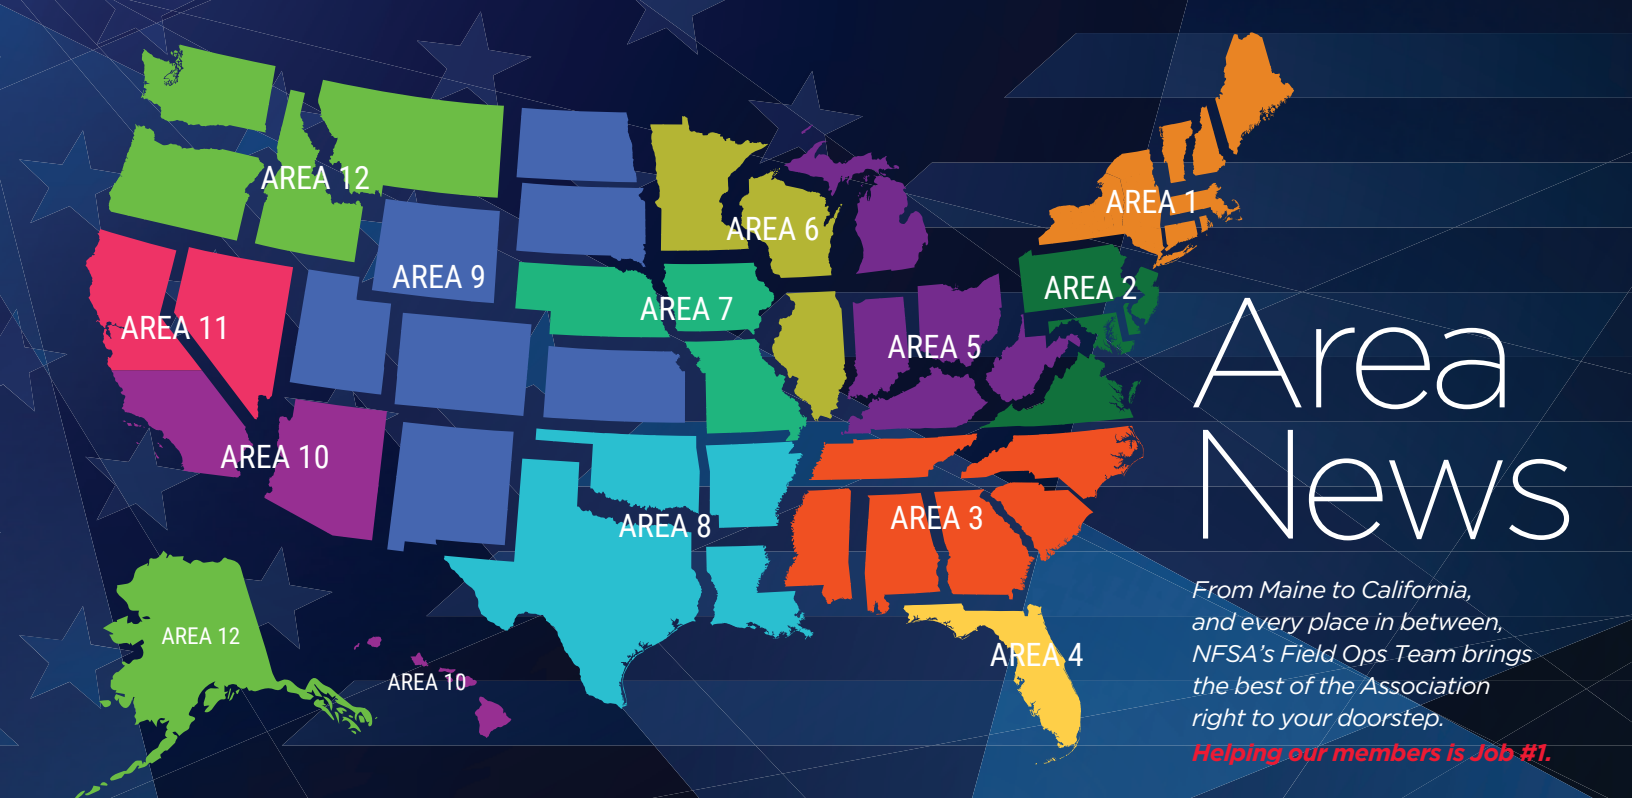 AREA 12
AREA 9
AREA 11
AREA 10
AREA 6
AREA 7
AREA 5
AREA 1
AREA 2
AREA 8
AREA 3
AREA 4
AREA 12
AREA 10
Area
News
From Maine to California,
and every place in between,
NFSA’s Field Ops Team brings
the best of the Association
right to your doorstep.
Helping our members is Job #1.